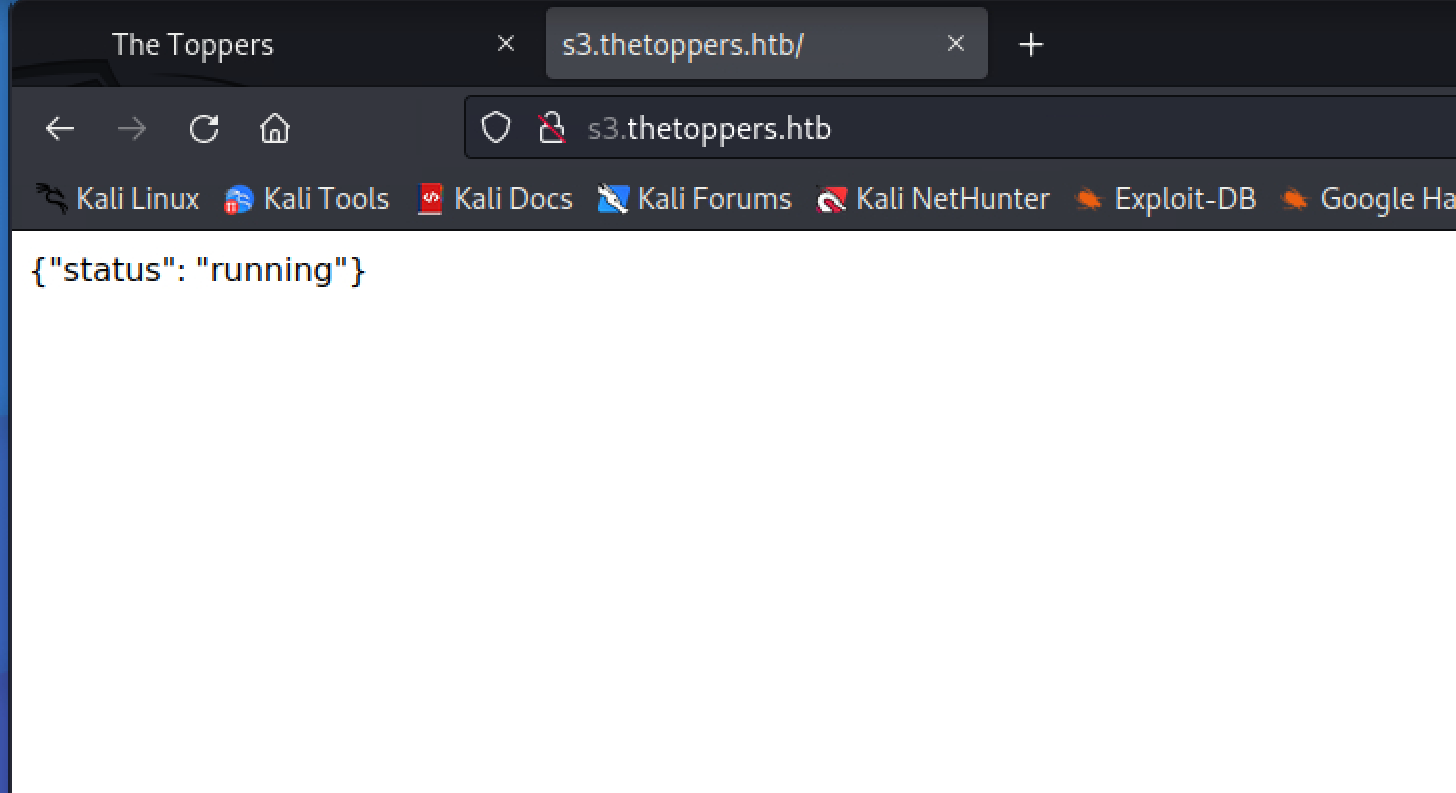 The Toppers
s3.thetoppers.htb/
s3.thetoppers.htb
Kali Linux Kali Tools Kali Docs Kali Forums Kali NetHunter Exploit-DB Google Ha
{"status": "running"}